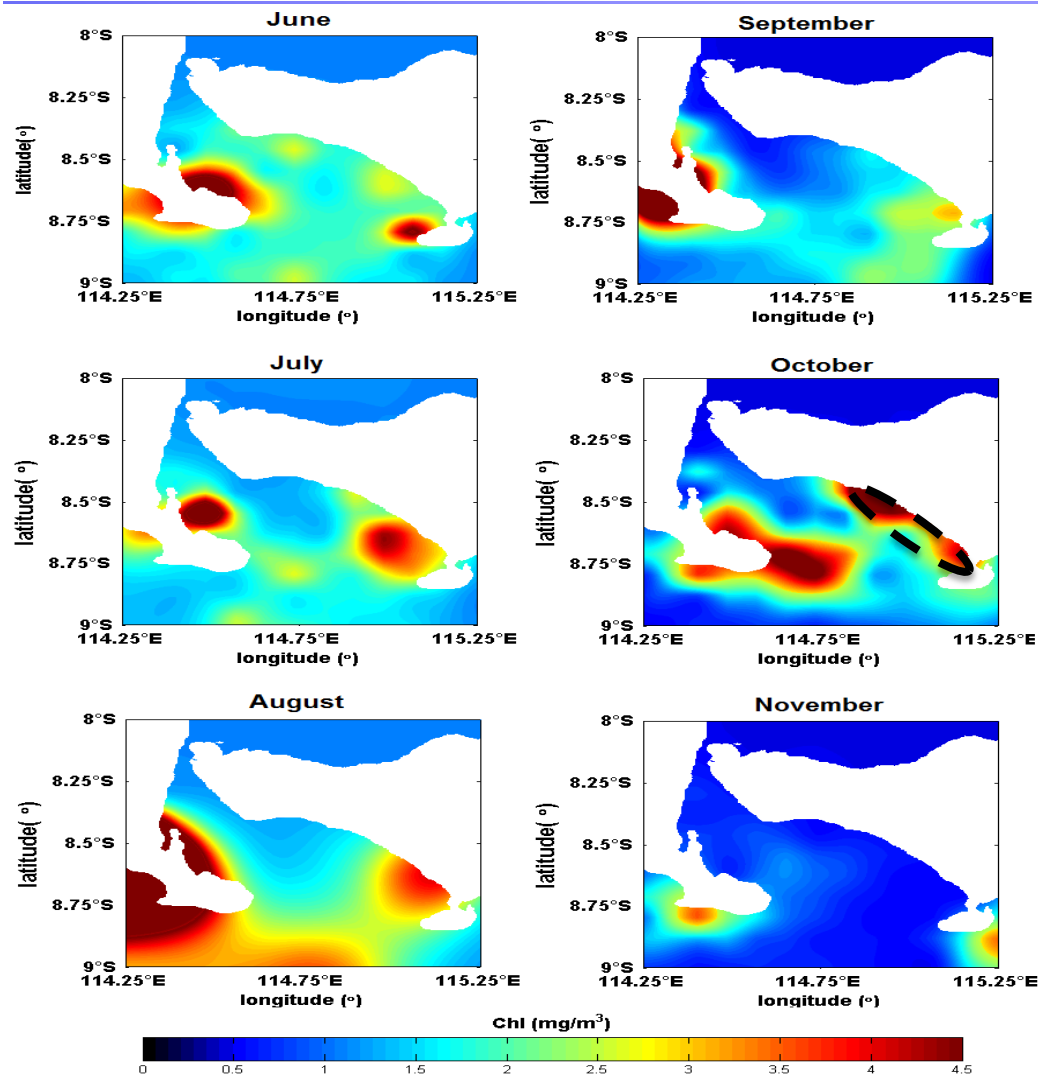 June
8°S
8.25°S
8.5°S
8.75°S
9°S
latitude( º)
114.25°E 114.75°E 115.25°E
longitude (º)
September
8°S
8.25°S
8.5°S
8.75°S
9°S
latitude( º)
114.25°E 114.75°E 115.25°E
longitude (º)
July
8°S
8.25°S
8.5°S
8.75°S
9°S
latitude( º)
114.25°E 114.75°E 115.25°E
longitude (º)
October
8°S
8.25°S
8.5°S
8.75°S
9°S
latitude( º)
114.25°E 114.75°E 115.25°E
longitude (º)
August
8°S
8.25°S
8.5°S
8.75°S
9°S
latitude( º)
114.25°E 114.75°E 115.25°E
longitude (º)
November
8°S
8.25°S
8.5°S
8.75°S
9°S
latitude( º)
114.25°E 114.75°E 115.25°E
longitude (º)
Chl (mg/m³)
0 0.5 1 1.5 2 2.5 3 3.5 4 4.5